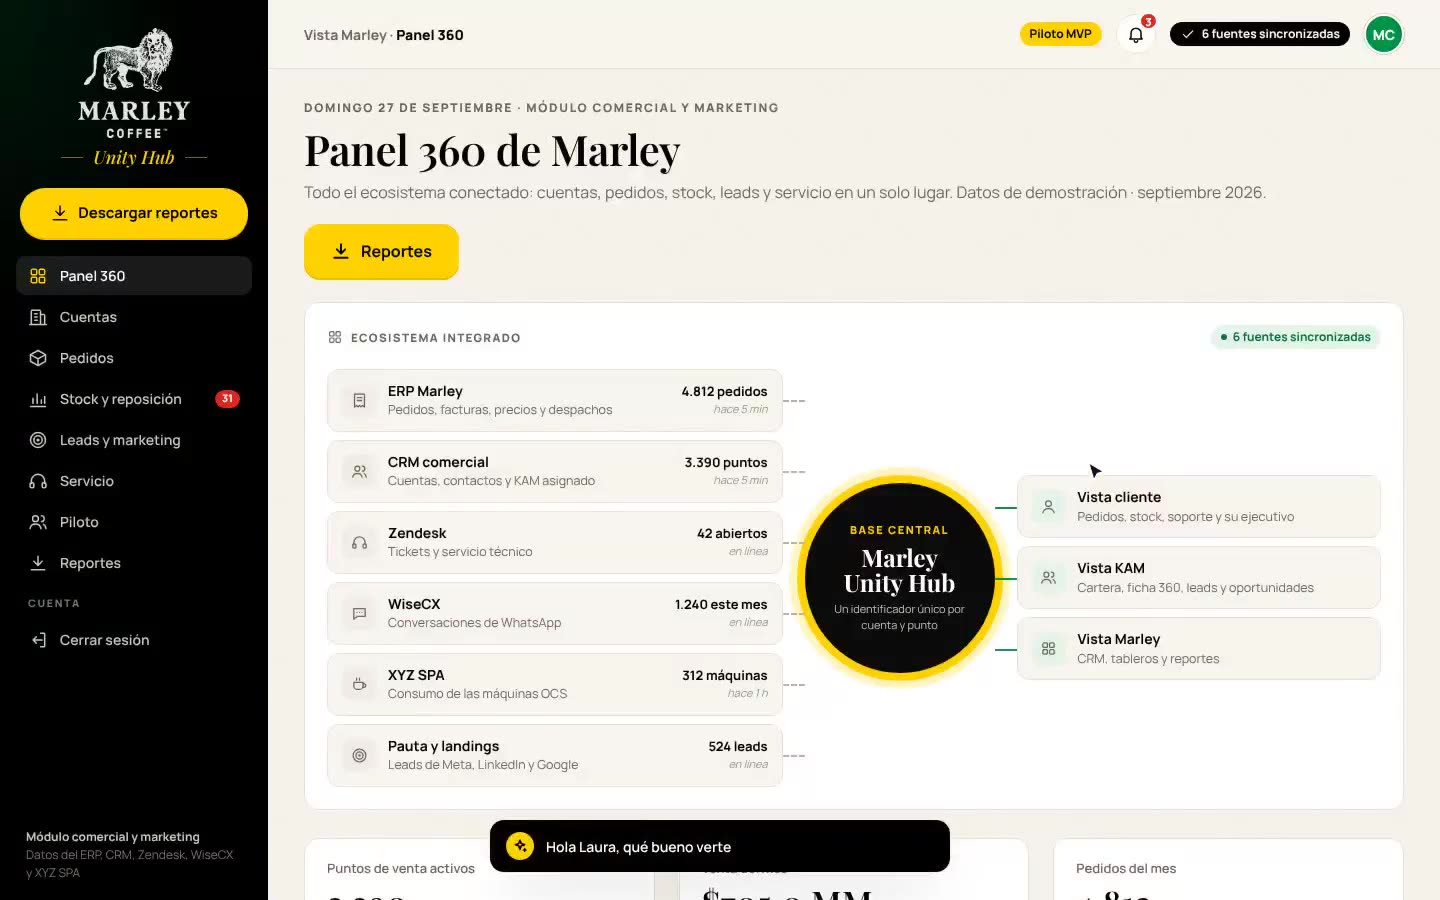 MARLEY
COFFEE
Unity Hub
Descargar reportes
Panel 360
Cuentas
Pedidos
Stock y reposición 31
Leads y marketing
Servicio
Piloto
Reportes
CUENTA
Cerrar sesión
Módulo comercial y marketing
Datos del ERP, CRM, Zendesk, WiseCX
y XYZ SPA
Vista Marley · Panel 360
Piloto MVP
3
6 fuentes sincronizadas
MC
DOMINGO 27 DE SEPTIEMBRE · MÓDULO COMERCIAL Y MARKETING
Panel 360 de Marley
Todo el ecosistema conectado: cuentas, pedidos, stock, leads y servicio en un solo lugar. Datos de demostración · septiembre 2026.
Reportes
ECOSISTEMA INTEGRADO
6 fuentes sincronizadas
ERP Marley 4.812 pedidos
Pedidos, facturas, precios y despachos hace 5 min
CRM comercial 3.390 puntos
Cuentas, contactos y KAM asignado hace 5 min
Zendesk 42 abiertos
Tickets y servicio técnico en línea
WiseCX 1.240 este mes
Conversaciones de WhatsApp en línea
XYZ SPA 312 máquinas
Consumo de las máquinas OCS hace 1 h
Pauta y landings 524 leads
Leads de Meta, LinkedIn y Google en línea
BASE CENTRAL
Marley
Unity Hub
Un identificador único por
cuenta y punto
Vista cliente
Pedidos, stock, soporte y su ejecutivo
Vista KAM
Cartera, ficha 360, leads y oportunidades
Vista Marley
CRM, tableros y reportes
Hola Laura, qué bueno verte
Puntos de venta activos
Pedidos del mes